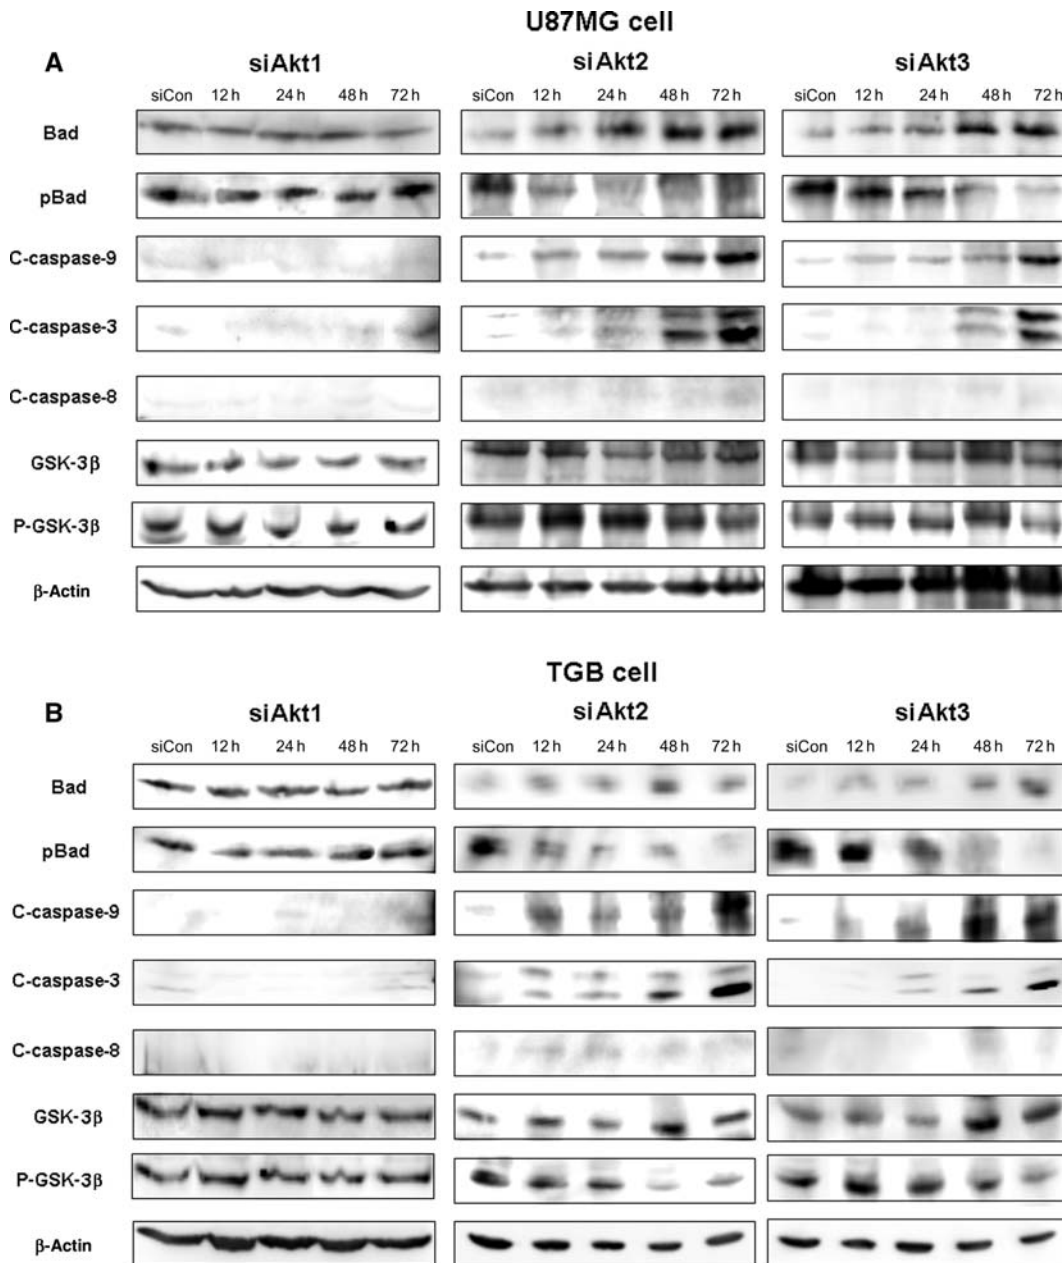 U87MG cell
A siAkt1 siAkt2 siAkt3
siCon 12 h 24 h 48 h 72 h siCon 12 h 24 h 48 h 72 h siCon 12 h 24 h 48 h 72 h
Bad
pBad
C-caspase-9
C-caspase-3
C-caspase-8
GSK-3β
P-GSK-3β
β-Actin
TGB cell
B siAkt1 siAkt2 siAkt3
siCon 12 h 24 h 48 h 72 h siCon 12 h 24 h 48 h 72 h siCon 12 h 24 h 48 h 72 h
Bad
pBad
C-caspase-9
C-caspase-3
C-caspase-8
GSK-3β
P-GSK-3β
β-Actin